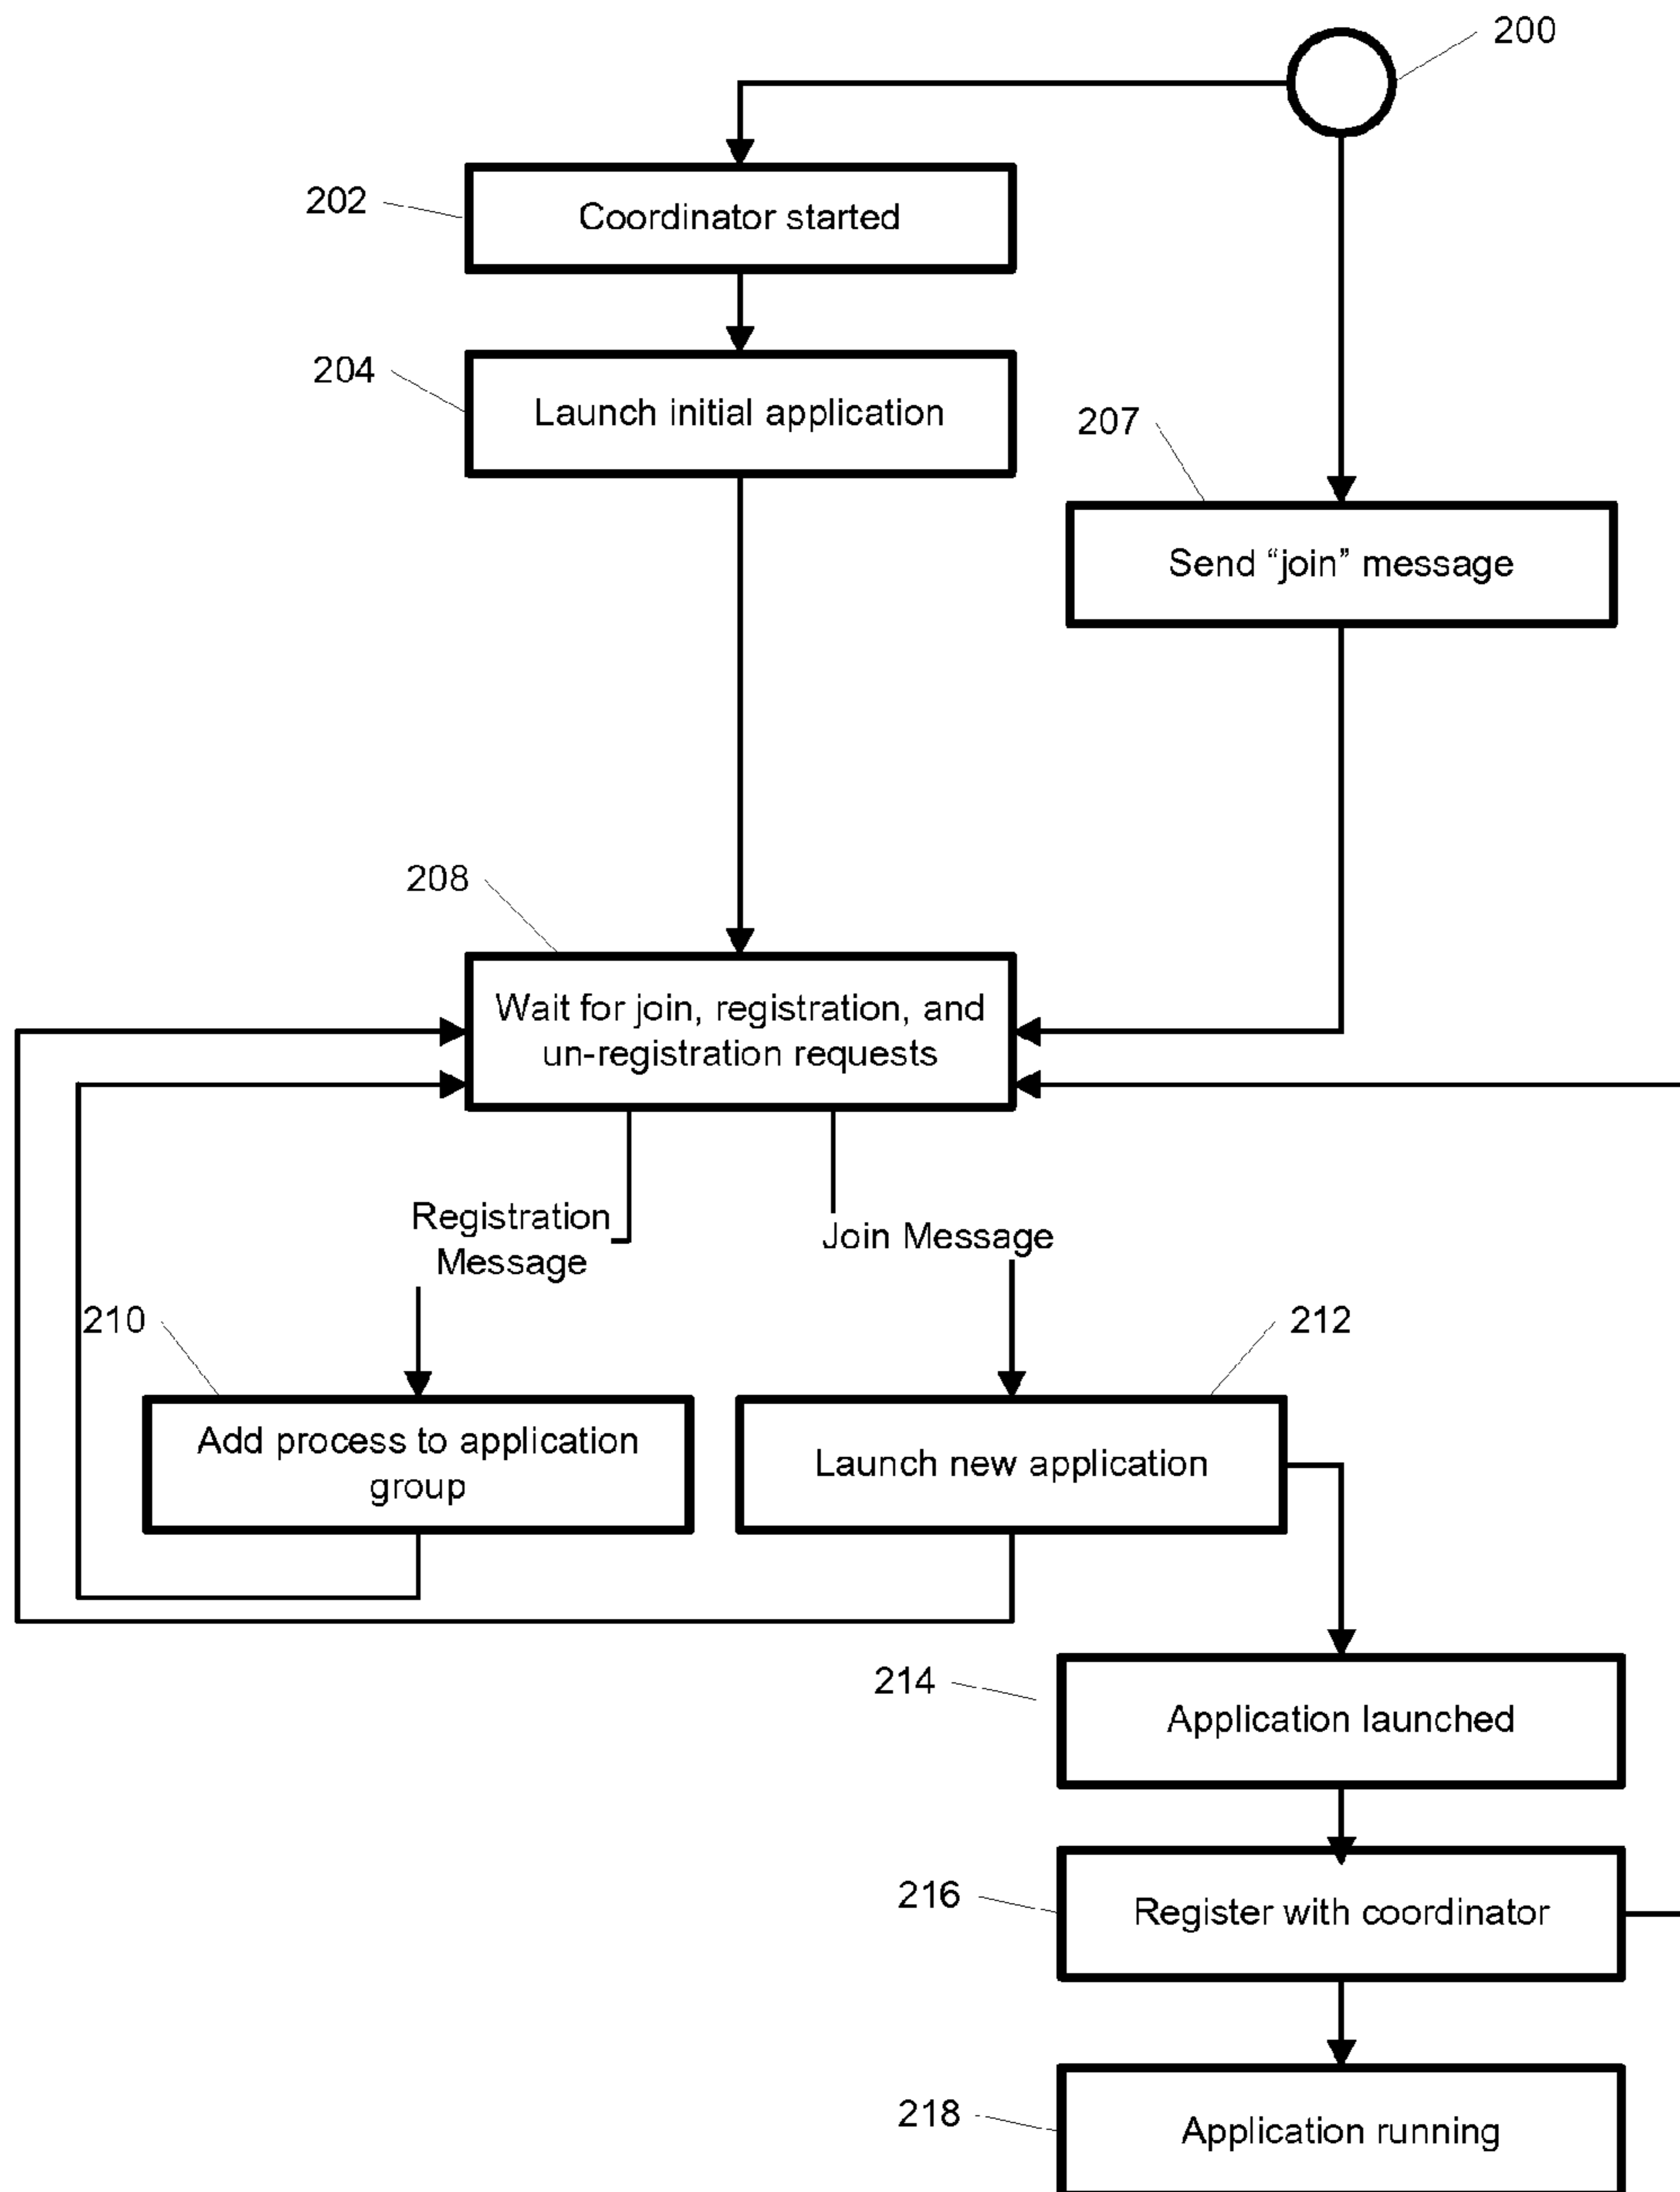 200
202
Coordinator started
204
Launch initial application
207
Send “join” message
208
Wait for join, registration, and
un-registration requests
Registration
Message
Join Message
210
212
Add process to application
group
Launch new application
214
Application launched
216
Register with coordinator
218
Application running